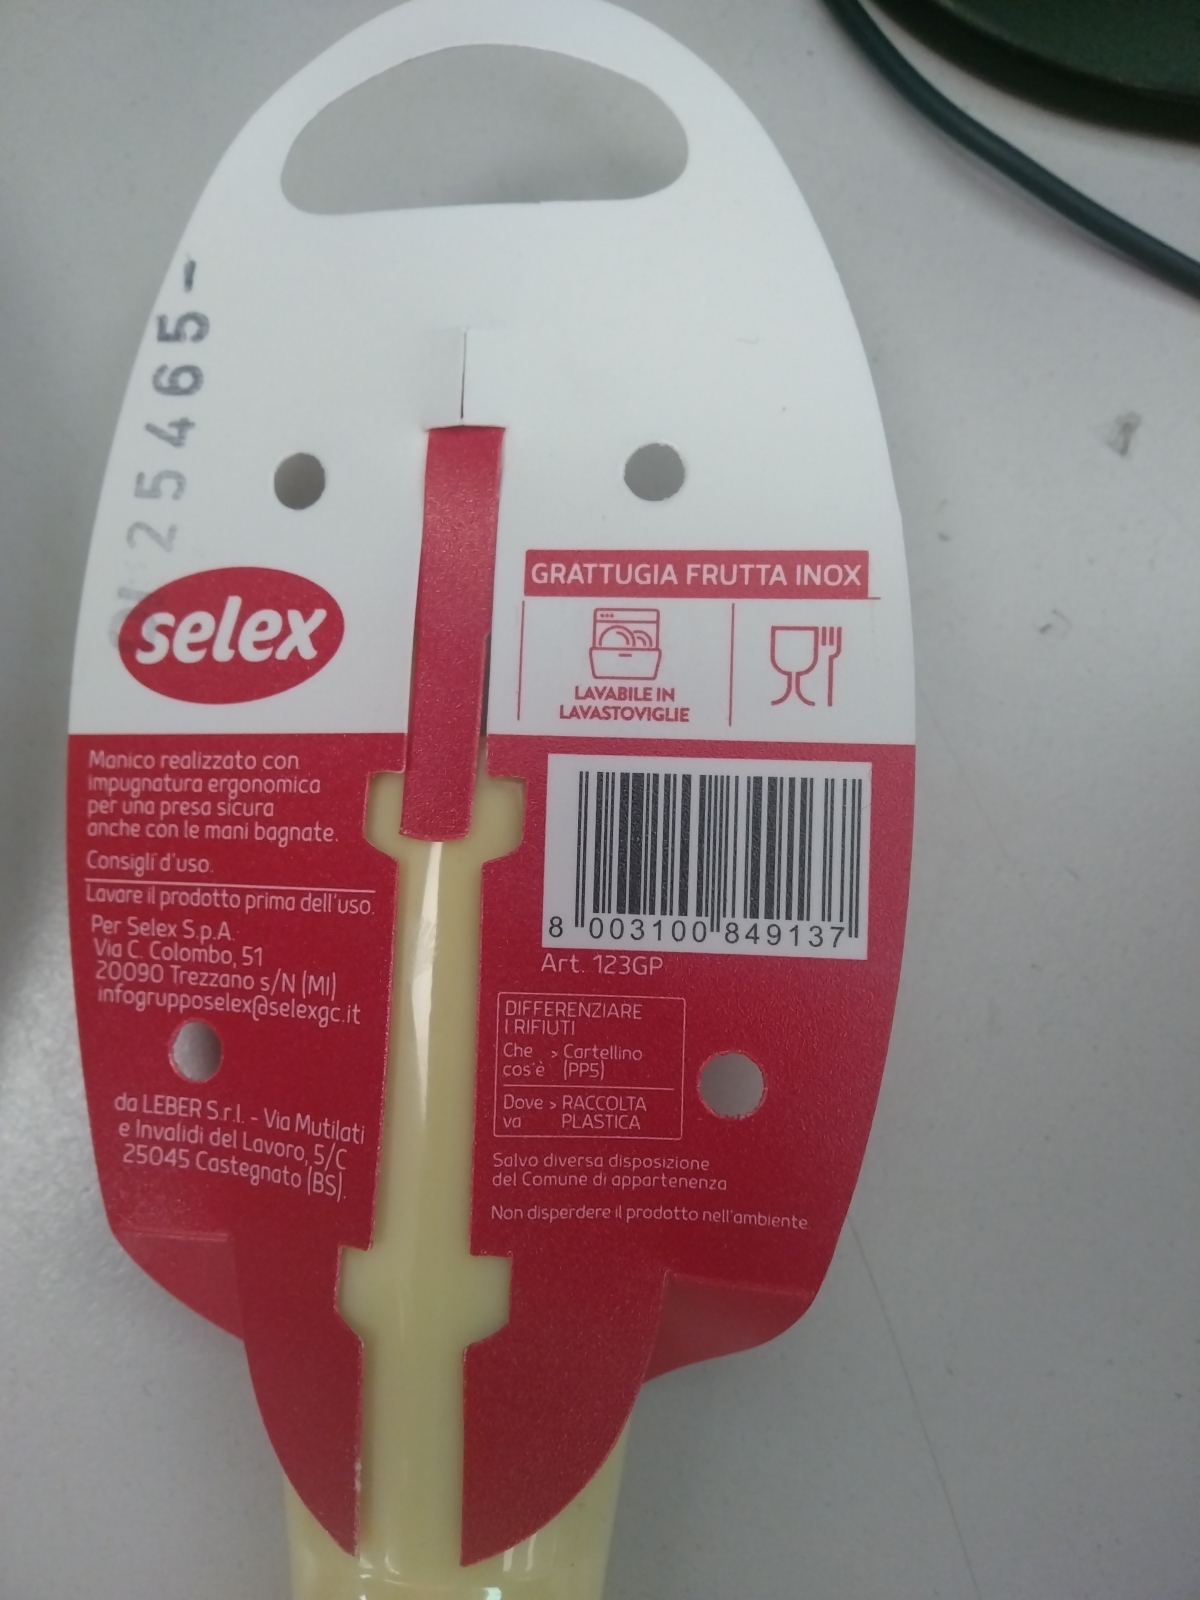 25465-
selex
GRATTUGIA FRUTTA INOX
LAVABILE IN
LAVASTOVIGLIE
Manico realizzato con
impugnatura ergonomica
per una presa sicura
anche con le mani bagnate.
Consigli d'uso.
Lavare il prodotto prima dell'uso.
Per Selex S.p.A.
Via C. Colombo, 51
20090 Trezzano s/N (MI)
infogrupposelex@selexgc.it
da LEBER S.r.l. - Via Mutilati
e Invalidi del Lavoro, 5/C
25045 Castegnato (BS).
8 003100 849137
Art. 123GP
DIFFERENZIARE
I RIFIUTI
Che > Cartellino
cos'è (PP5)
Dove > RACCOLTA
va PLASTICA
Salvo diversa disposizione
del Comune di appartenenza
Non disperdere il prodotto nell'ambiente.